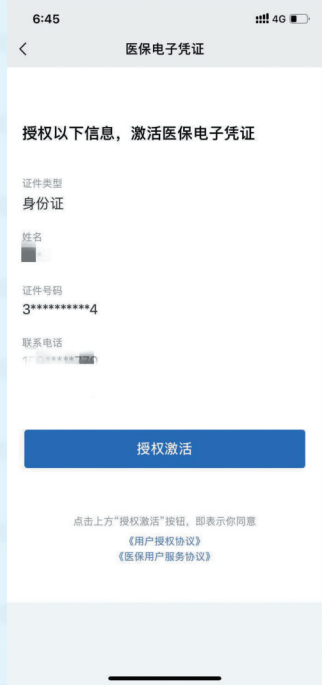 6:45
4G
医保电子凭证
授权以下信息，激活医保电子凭证
证件类型
身份证
姓名
证件号码
3**********4
联系电话
授权激活
点击上方“授权激活”按钮，即表示你同意
《用户授权协议》
《医保用户服务协议》